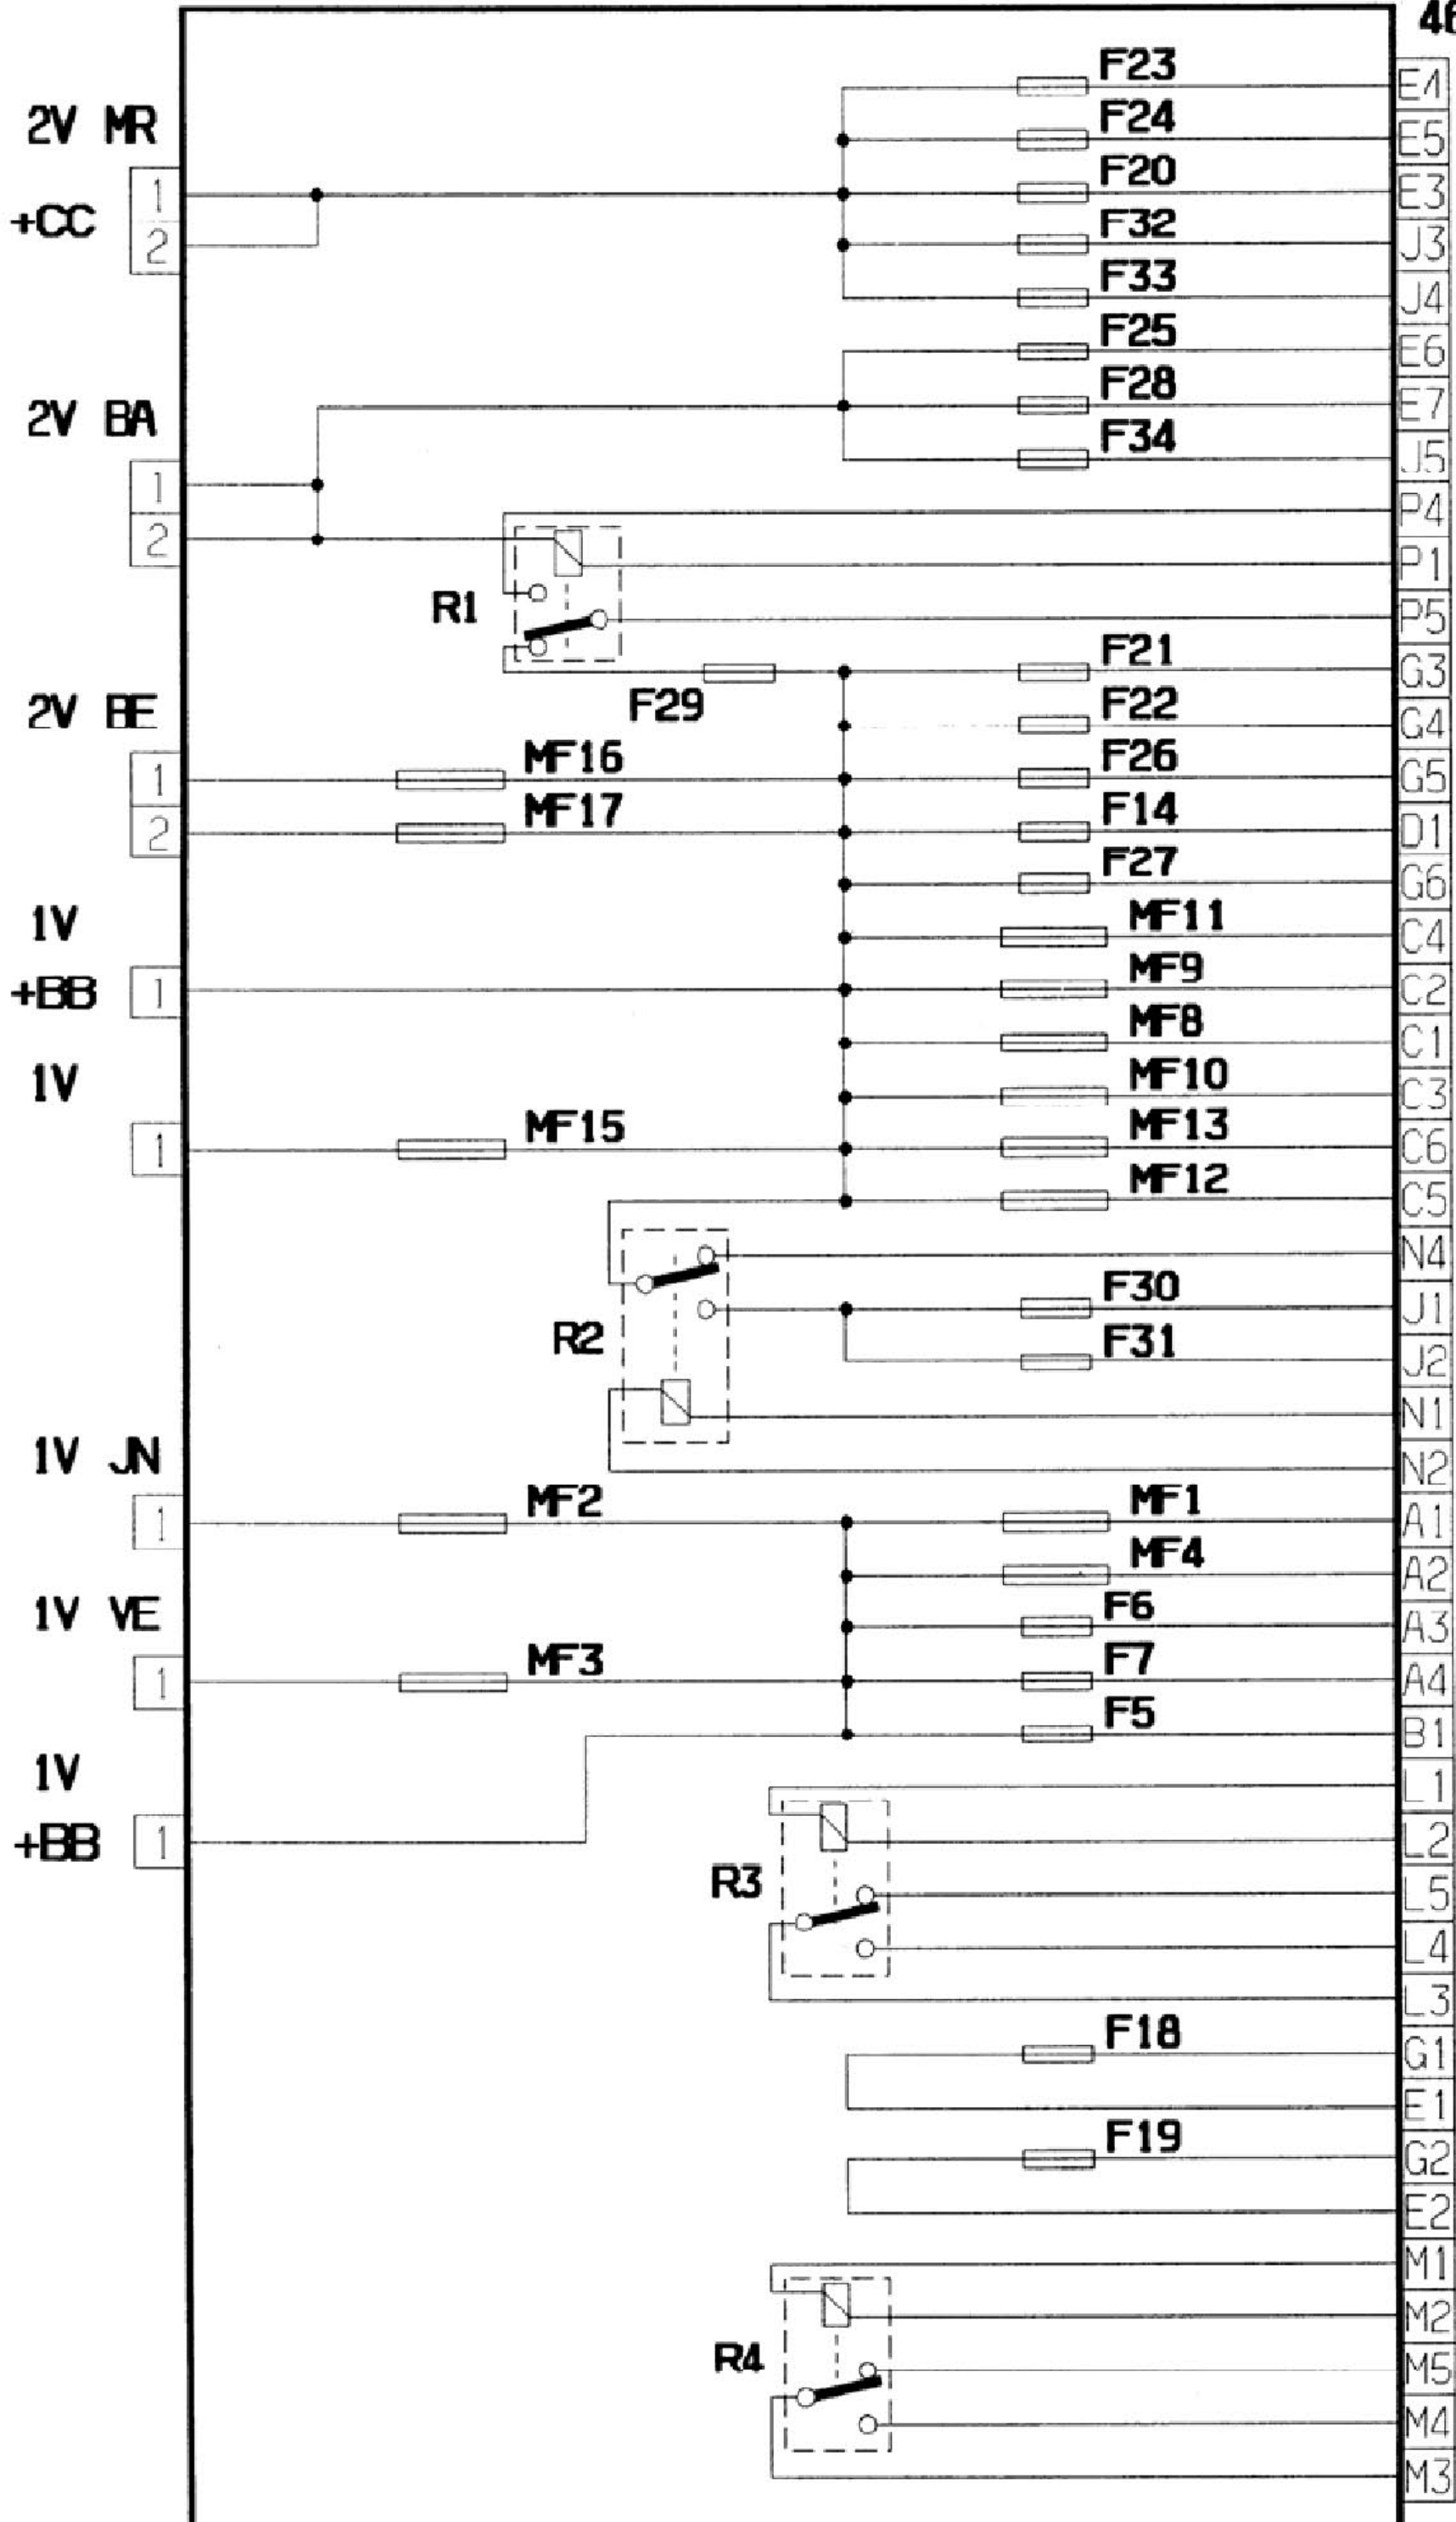 46
F23 E4
2V MR F24 E5
1 F20 E3
+CC F32 J3
2 F33 J4
F25 E6
2V BA F28 E7
1 F34 J5
P4
2 P1
R1 P5
F21 G3
2V BE F29 F22 G4
1 MF16 F26 G5
2 MF17 F14 D1
F27 G6
1V MF11 C4
+BB 1 MF9 C2
MF8 C1
1V MF10 C3
1 MF15 MF13 C6
MF12 C5
N4
F30 J1
R2 F31 J2
N1
1V JN N2
1 MF2 MF1 A1
MF4 A2
1V VE F6 A3
1 MF3 F7 A4
F5 B1
1V L1
+BB 1 L2
R3 L5
L4
L3
F18 G1
E1
F19 G2
E2
M1
M2
R4 M5
M4
M3